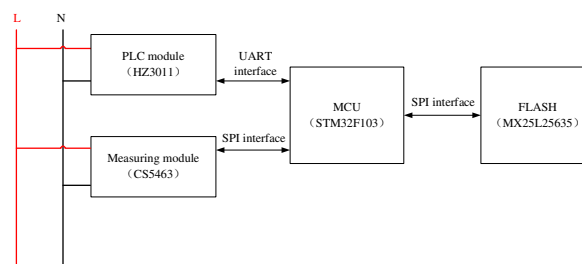 L
N
PLC module
（HZ3011）
UART
interface
MCU
（STM32F103）
SPI interface
FLASH
（MX25L25635）
Measuring module
（CS5463）
SPI interface